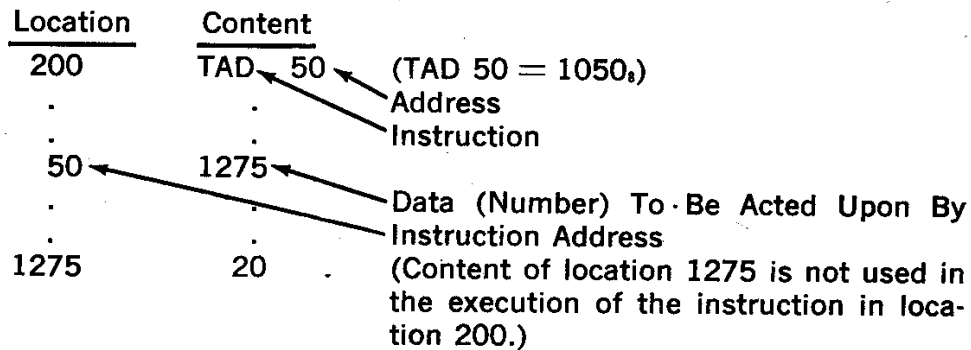 Location Content
200 TAD 50 (TAD 50 = 1050₈)
. . Address
. . Instruction
50 1275
. . Data (Number) To Be Acted Upon By
. . Instruction Address
1275 20 . (Content of location 1275 is not used in
the execution of the instruction in loca-
tion 200.)